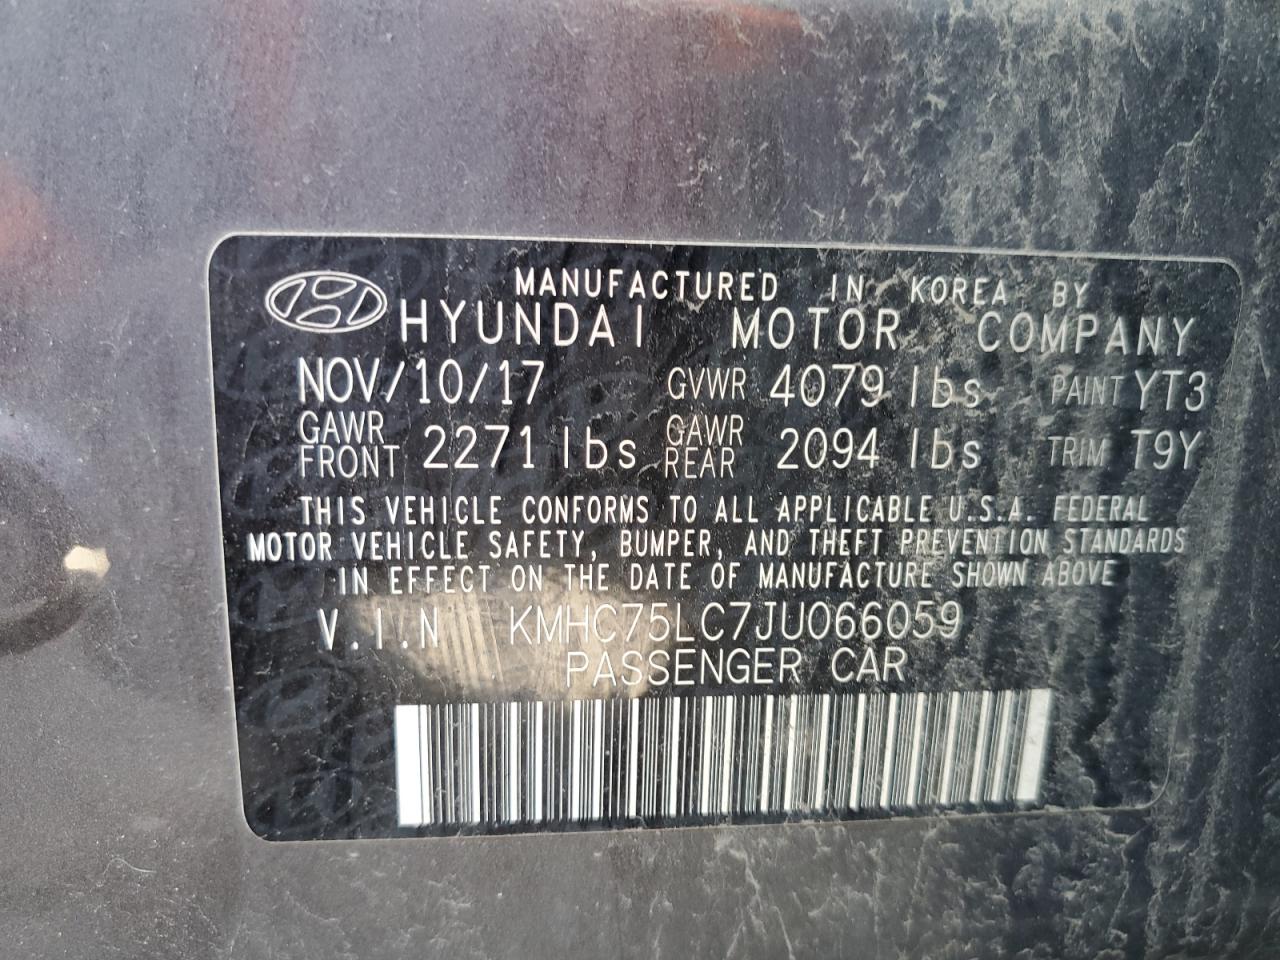 MANUFACTURED IN KOREA BY
HYUNDAI MOTOR COMPANY
NOV/10/17 GVWR 4079 lbs PAINT YT3
GAWR FRONT 2271 lbs GAWR REAR 2094 lbs TRIM T9Y
THIS VEHICLE CONFORMS TO ALL APPLICABLE U.S.A. FEDERAL
MOTOR VEHICLE SAFETY, BUMPER, AND THEFT PREVENTION STANDARDS
IN EFFECT ON THE DATE OF MANUFACTURE SHOWN ABOVE
V.I.N KMHC75LC7JU066059
PASSENGER CAR